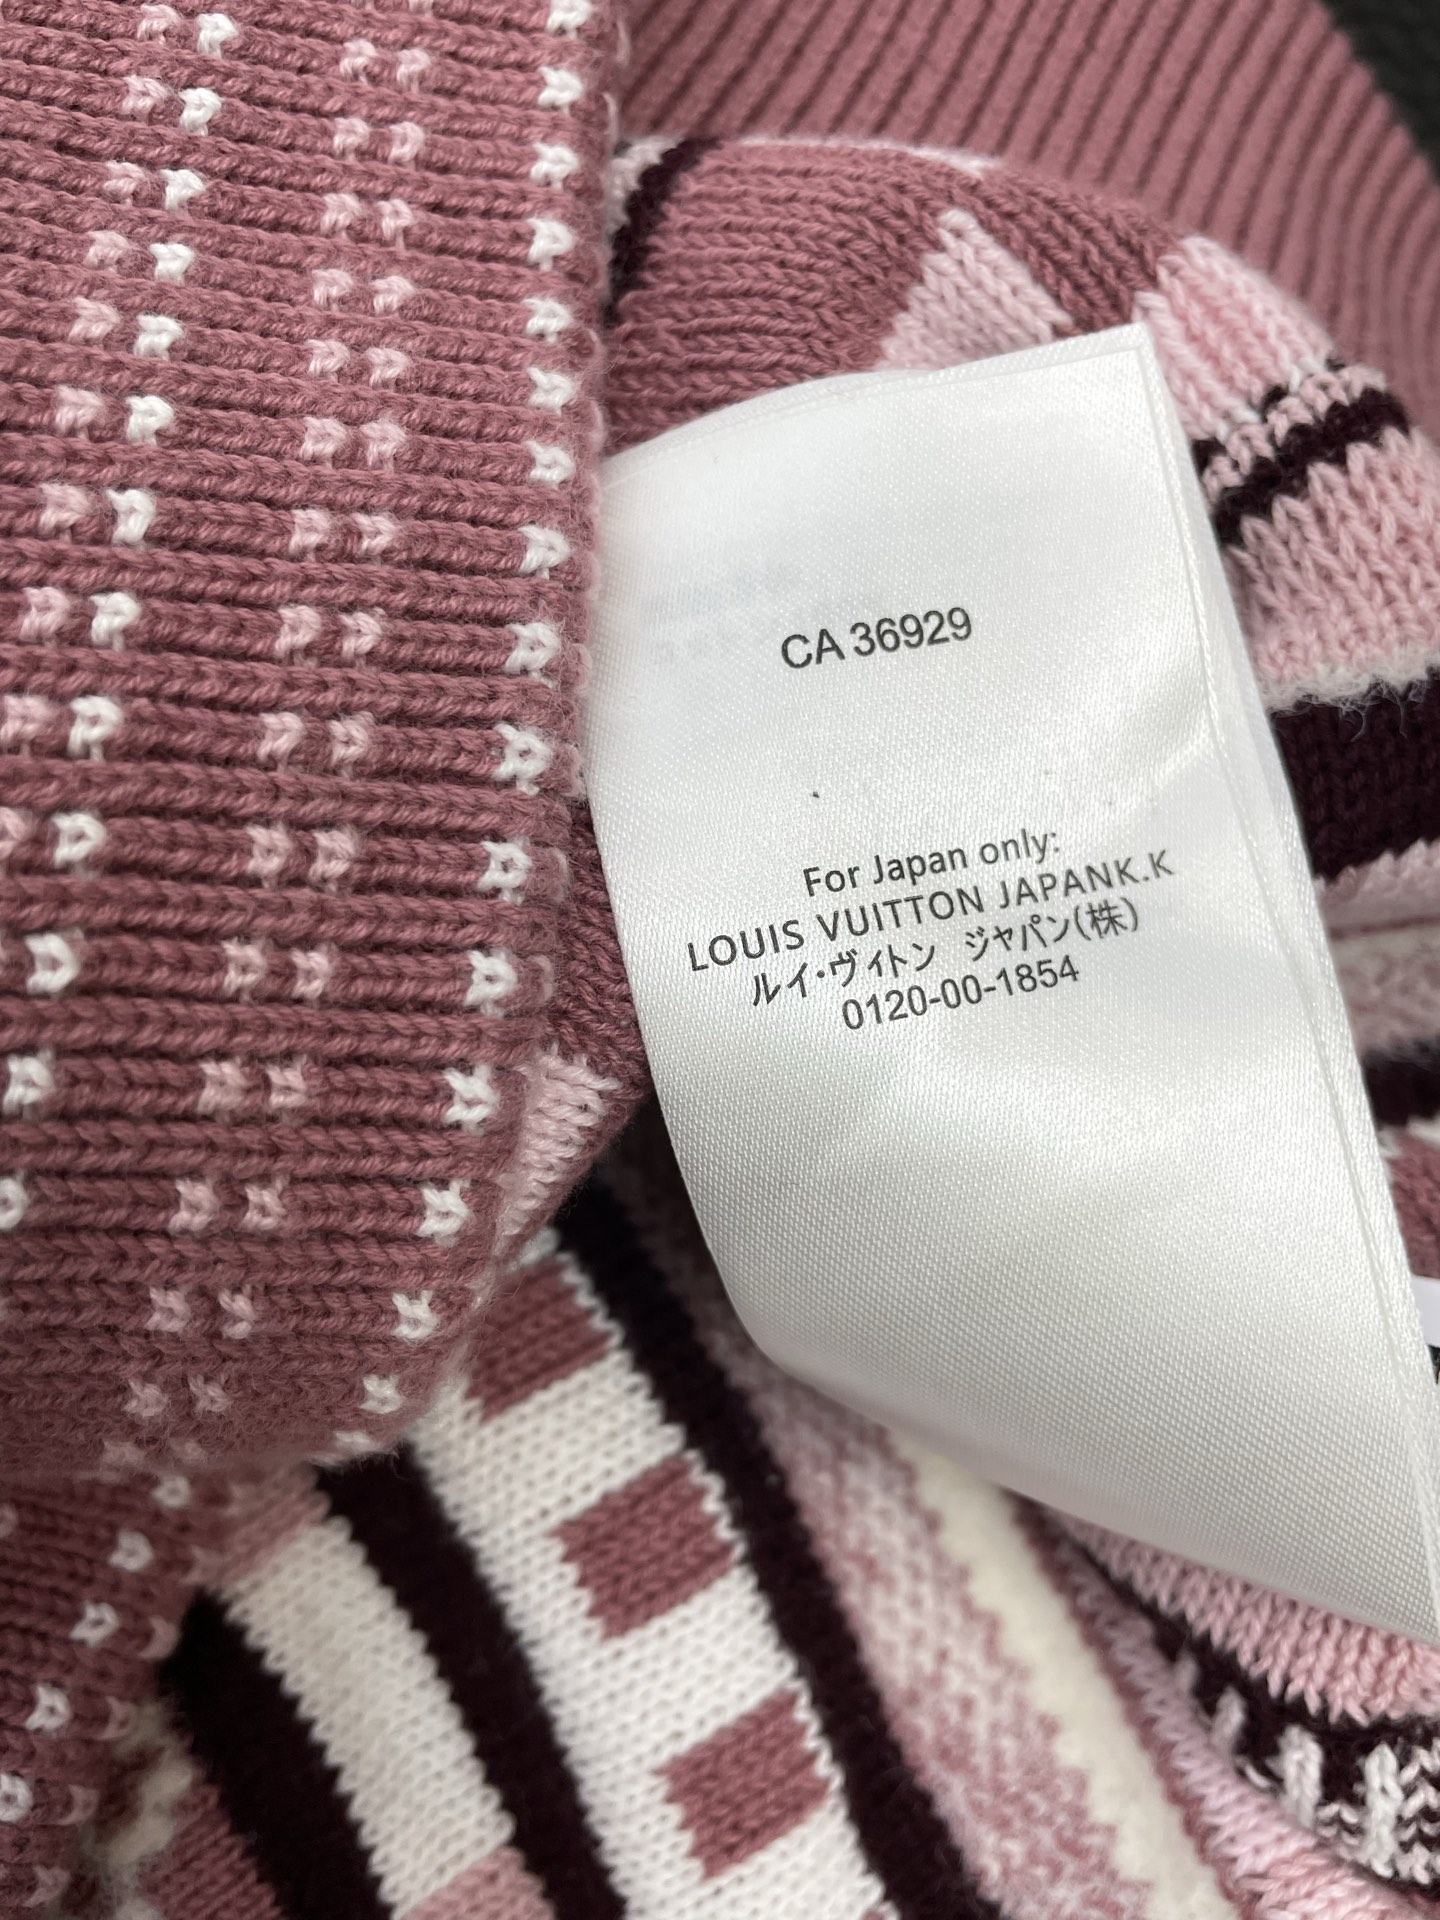 CA 36929
For Japan only:
LOUIS VUITTON JAPANK.K
ルイ・ヴィトン ジャパン(株)
0120-00-1854